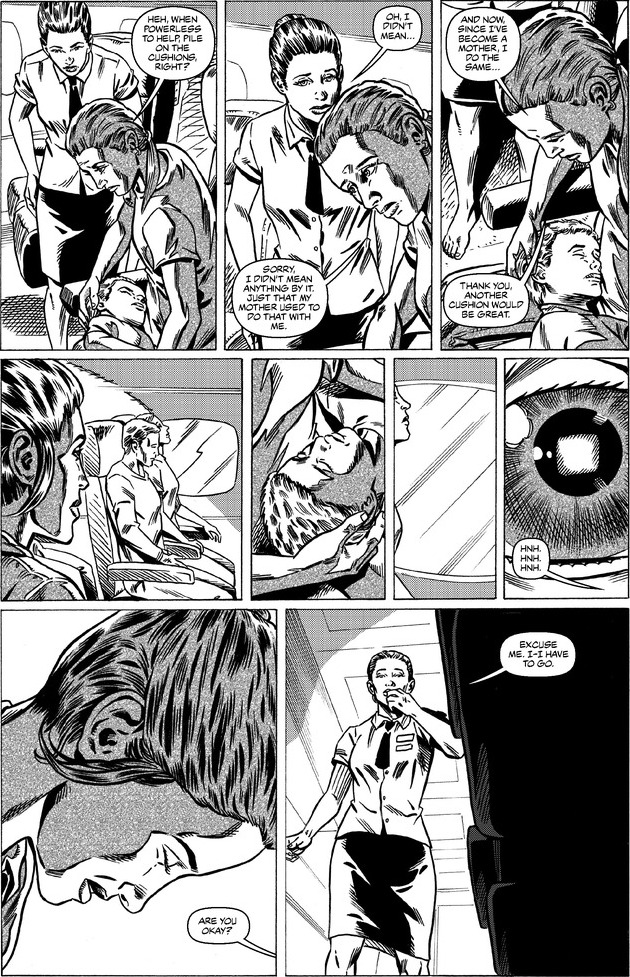 HEH, WHEN
POWERLESS
TO HELP, PILE
ON THE
CUSHIONS,
RIGHT?
OH, I
DIDN'T
MEAN...
SORRY.
I DIDN'T MEAN
ANYTHING BY IT.
JUST THAT MY
MOTHER USED TO
DO THAT WITH
ME.
AND NOW,
SINCE I'VE
BECOME A
MOTHER, I
DO THE
SAME...
THANK YOU,
ANOTHER
CUSHION WOULD
BE GREAT.
HNH.
HNH.
HNH.
ARE YOU
OKAY?
EXCUSE
ME. I-I HAVE
TO GO.